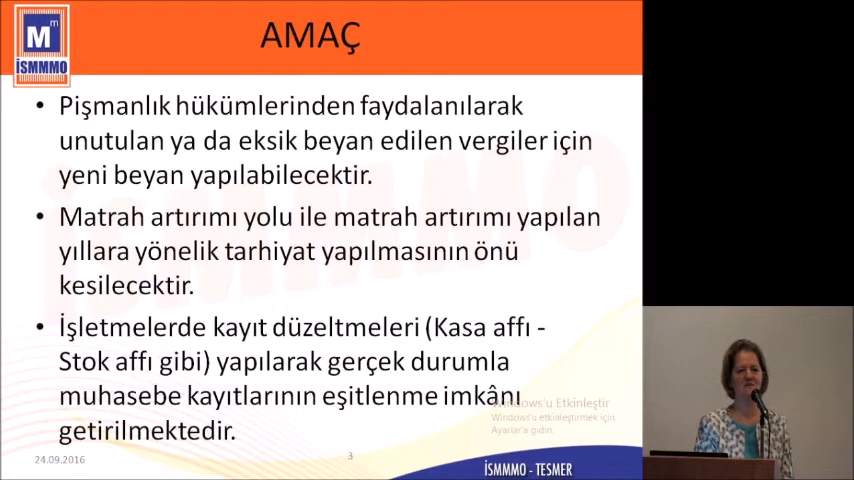 Mm
İSMMMO
AMAÇ
• Pişmanlık hükümlerinden faydalanılarak
unutulan ya da eksik beyan edilen vergiler için
yeni beyan yapılabilecektir.
• Matrah artırımı yolu ile matrah artırımı yapılan
yıllara yönelik tarhiyat yapılmasının önü
kesilecektir.
• İşletmelerde kayıt düzeltmeleri (Kasa affı -
Stok affı gibi) yapılarak gerçek durumla
muhasebe kayıtlarının eşitlenme imkânı
getirilmektedir.
Windows'u Etkinleştir
Windows'u etkinleştirmek için
Ayarlar'a gidin.
24.09.2016
3
İSMMMO - TESMER
İSMMMO